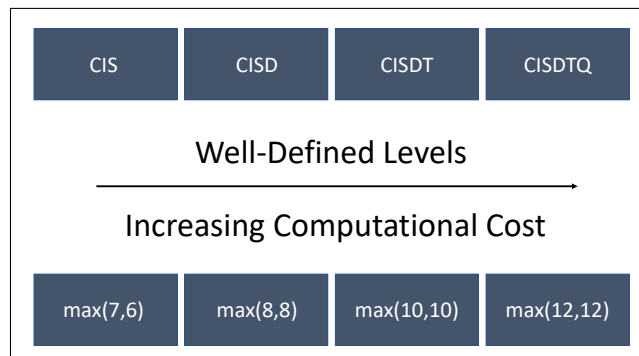 CIS CISD CISDT CISDTQ
Well-Defined Levels
Increasing Computational Cost
max(7,6) max(8,8) max(10,10) max(12,12)